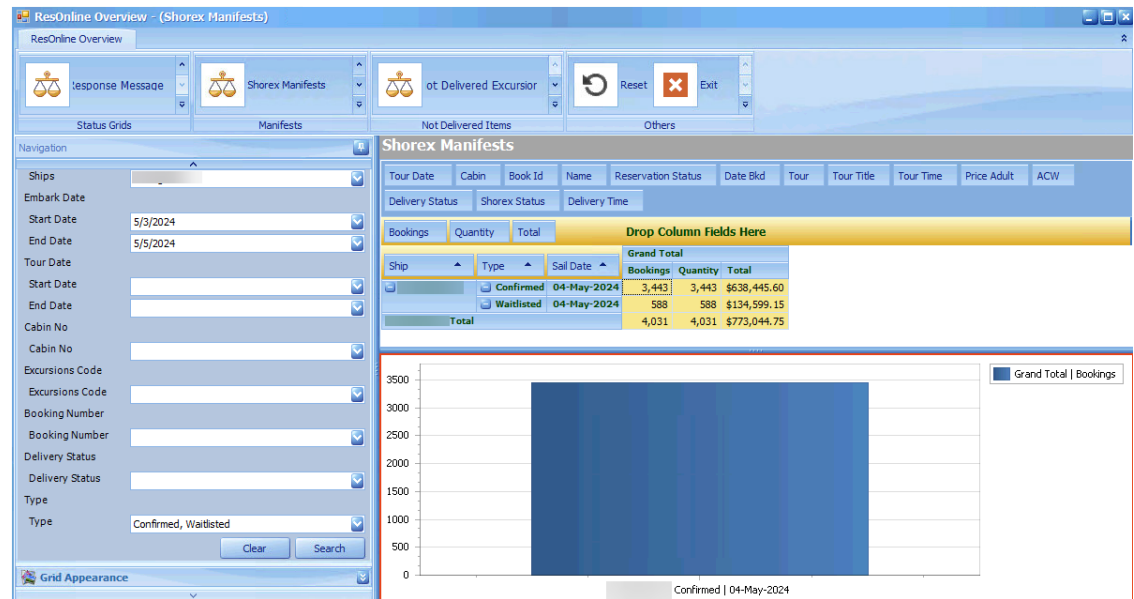 ResOnline Overview - (Shorex Manifests)
ResOnline Overview
Response Message
Shorex Manifests
ot Delivered Excursior
Reset
Exit
Status Grids
Manifests
Not Delivered Items
Others
Navigation
Ships
Embark Date
Start Date 5/3/2024
End Date 5/5/2024
Tour Date
Start Date
End Date
Cabin No
Cabin No
Excursions Code
Excursions Code
Booking Number
Booking Number
Delivery Status
Delivery Status
Type
Type Confirmed, Waitlisted
Clear Search
Grid Appearance
Shorex Manifests
Tour Date Cabin Book Id Name Reservation Status Date Bkd Tour Tour Title Tour Time Price Adult ACW
Delivery Status Shorex Status Delivery Time
Bookings Quantity Total Drop Column Fields Here
Grand Total
Ship Type Sail Date Bookings Quantity Total
Confirmed 04-May-2024 3,443 3,443 $638,445.60
Waitlisted 04-May-2024 588 588 $134,599.15
Total 4,031 4,031 $773,044.75
Grand Total | Bookings
3500
3000
2500
2000
1500
1000
500
0
Confirmed | 04-May-2024